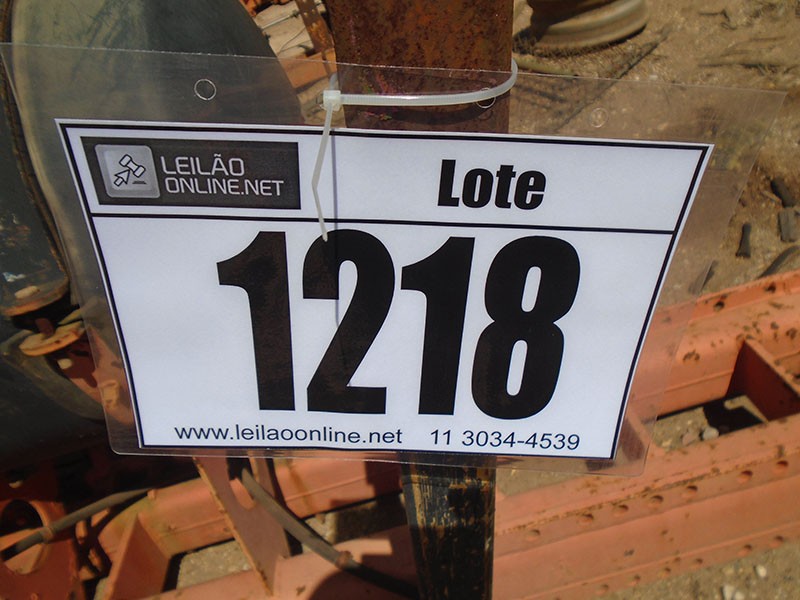 LEILÃO
ONLINE.NET
Lote
1218
www.leilaoonline.net 11 3034-4539